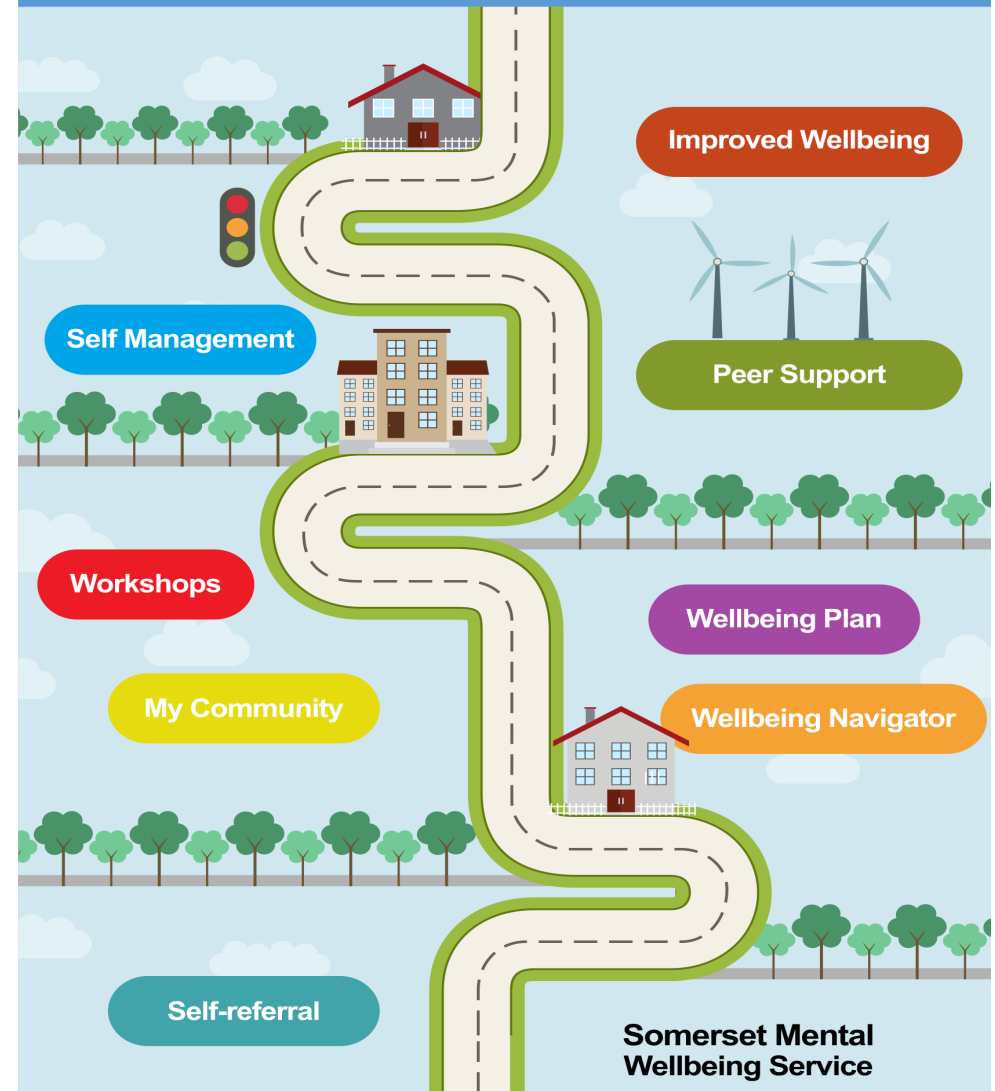 Improved Wellbeing
Self Management
Peer Support
Workshops
Wellbeing Plan
My Community
Wellbeing Navigator
Self-referral
Somerset Mental
Wellbeing Service